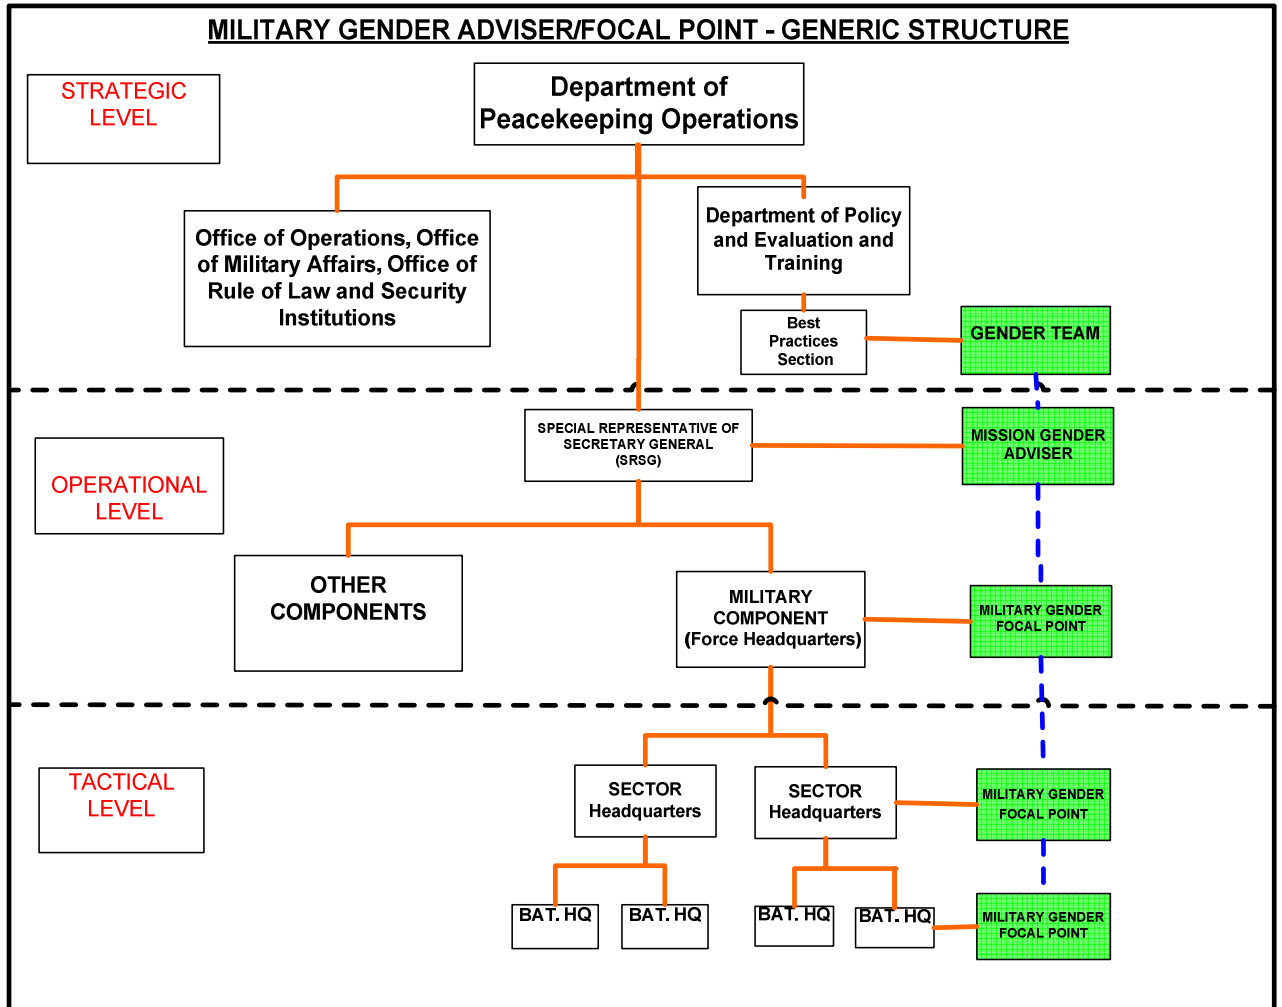 MILITARY GENDER ADVISER/FOCAL POINT - GENERIC STRUCTURE
STRATEGIC
LEVEL
Department of
Peacekeeping Operations
Office of Operations, Office
of Military Affairs, Office of
Rule of Law and Security
Institutions
Department of Policy
and Evaluation and
Training
Best
Practices
Section
GENDER TEAM
OPERATIONAL
LEVEL
SPECIAL REPRESENTATIVE OF
SECRETARY GENERAL
(SRSG)
MISSION GENDER
ADVISER
OTHER
COMPONENTS
MILITARY
COMPONENT
(Force Headquarters)
MILITARY GENDER
FOCAL POINT
TACTICAL
LEVEL
SECTOR
Headquarters
SECTOR
Headquarters
MILITARY GENDER
FOCAL POINT
BAT. HQ
BAT. HQ
BAT. HQ
BAT. HQ
MILITARY GENDER
FOCAL POINT